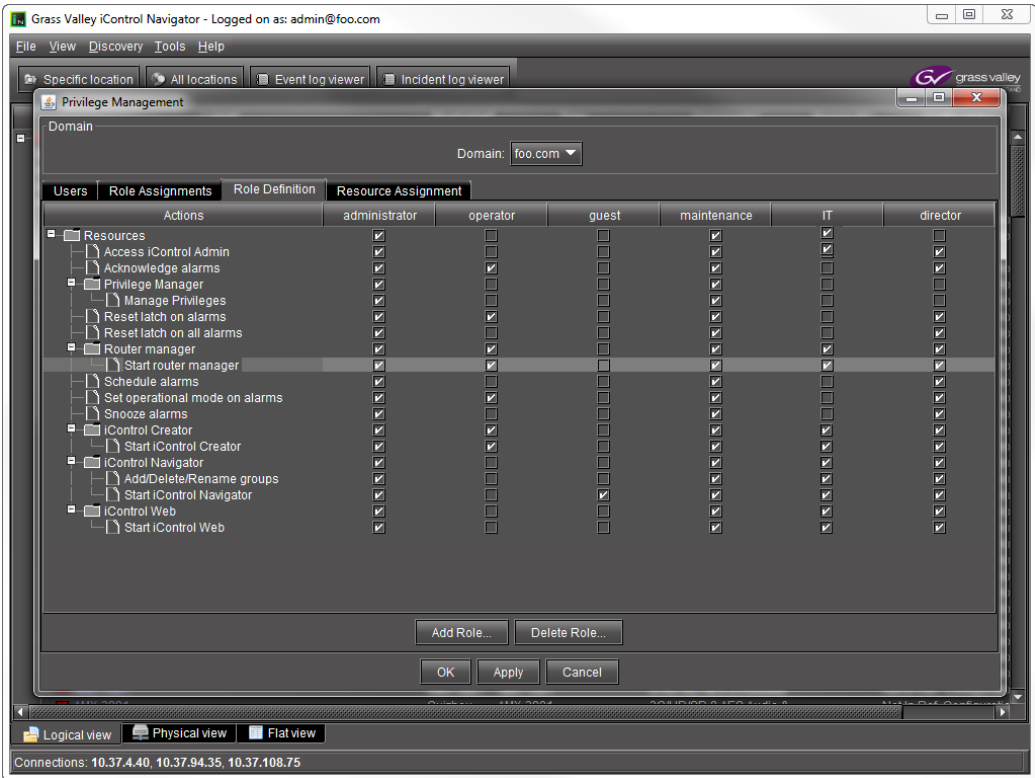 Grass Valley iControl Navigator - Logged on as: admin@foo.com
File View Discovery Tools Help
Specific location All locations Event log viewer Incident log viewer
grass valley
Privilege Management
Domain
Domain: foo.com
Users Role Assignments Role Definition Resource Assignment
Actions administrator operator guest maintenance IT director
Resources
Access iControl Admin
Acknowledge alarms
Privilege Manager
Manage Privileges
Reset latch on alarms
Reset latch on all alarms
Router manager
Start router manager
Schedule alarms
Set operational mode on alarms
Snooze alarms
iControl Creator
Start iControl Creator
iControl Navigator
Add/Delete/Rename groups
Start iControl Navigator
iControl Web
Start iControl Web
Add Role... Delete Role...
OK Apply Cancel
Logical view Physical view Flat view
Connections: 10.37.4.40, 10.37.94.35, 10.37.108.75